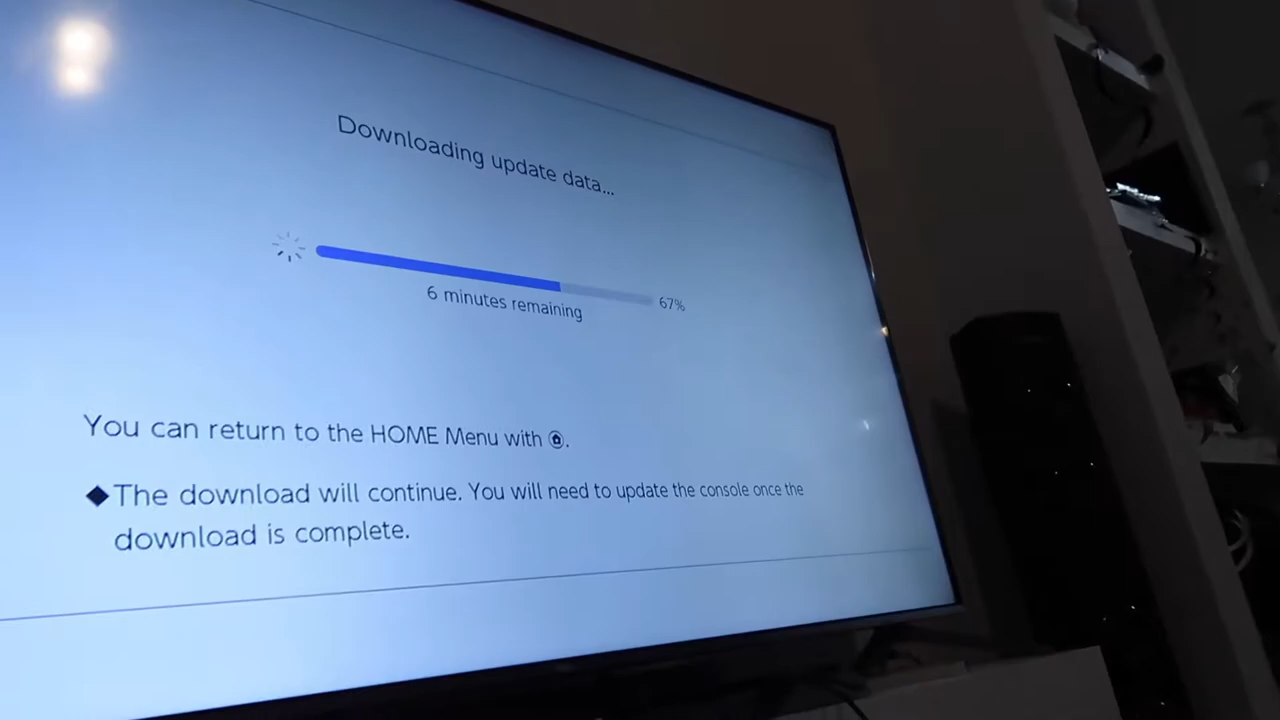 Downloading update data...
67%
6 minutes remaining
You can return to the HOME Menu with .
◆The download will continue. You will need to update the console once the
download is complete.